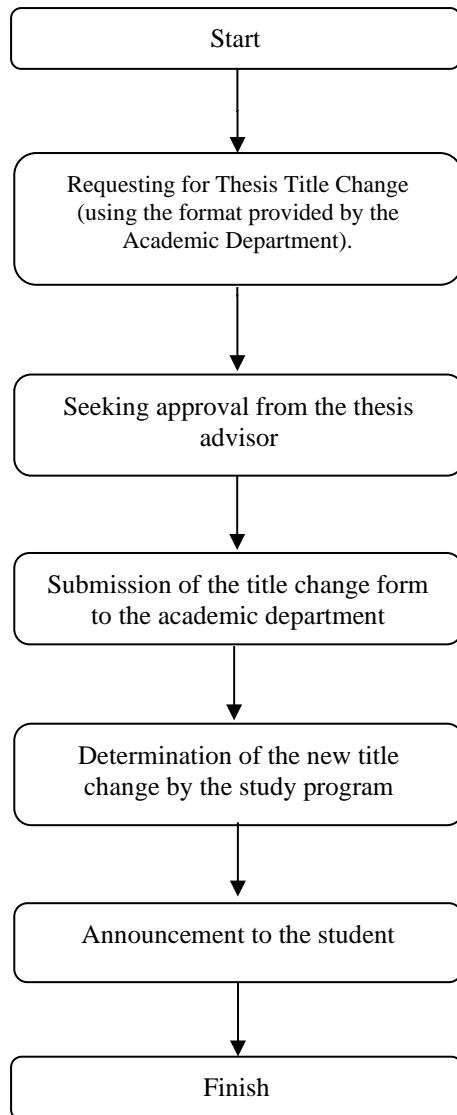 Start
Requesting for Thesis Title Change
(using the format provided by the
Academic Department).
Seeking approval from the thesis
advisor
Submission of the title change form
to the academic department
Determination of the new title
change by the study program
Announcement to the student
Finish